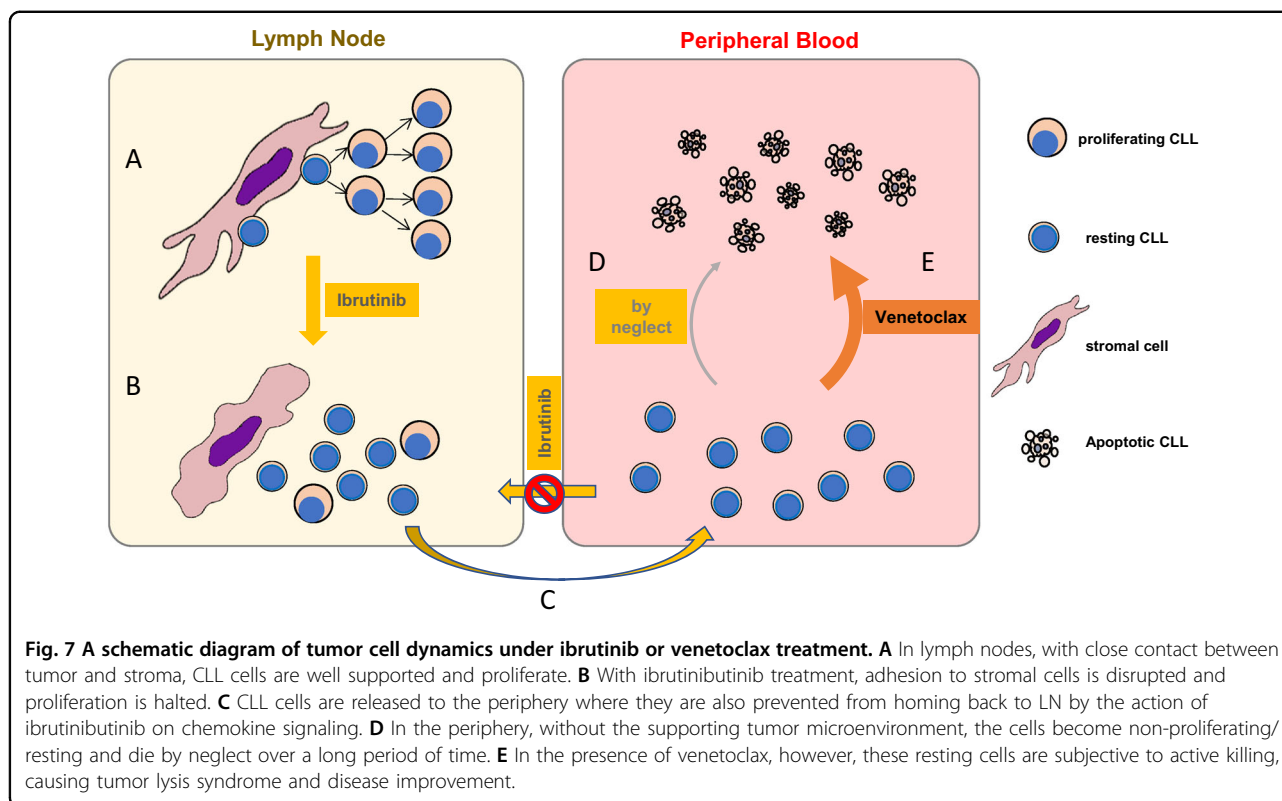 Lymph Node
Peripheral Blood
A
Ibrutinib
B
D
by
neglect
E
Venetoclax
Ibrutinib
C
proliferating CLL
resting CLL
stromal cell
Apoptotic CLL
Fig. 7 A schematic diagram of tumor cell dynamics under ibrutinib or venetoclax treatment. A In lymph nodes, with close contact between
tumor and stroma, CLL cells are well supported and proliferate. B With ibrutinibutinib treatment, adhesion to stromal cells is disrupted and
proliferation is halted. C CLL cells are released to the periphery where they are also prevented from homing back to LN by the action of
ibrutinibutinib on chemokine signaling. D In the periphery, without the supporting tumor microenvironment, the cells become non-proliferating/
resting and die by neglect over a long period of time. E In the presence of venetoclax, however, these resting cells are subjective to active killing,
causing tumor lysis syndrome and disease improvement.